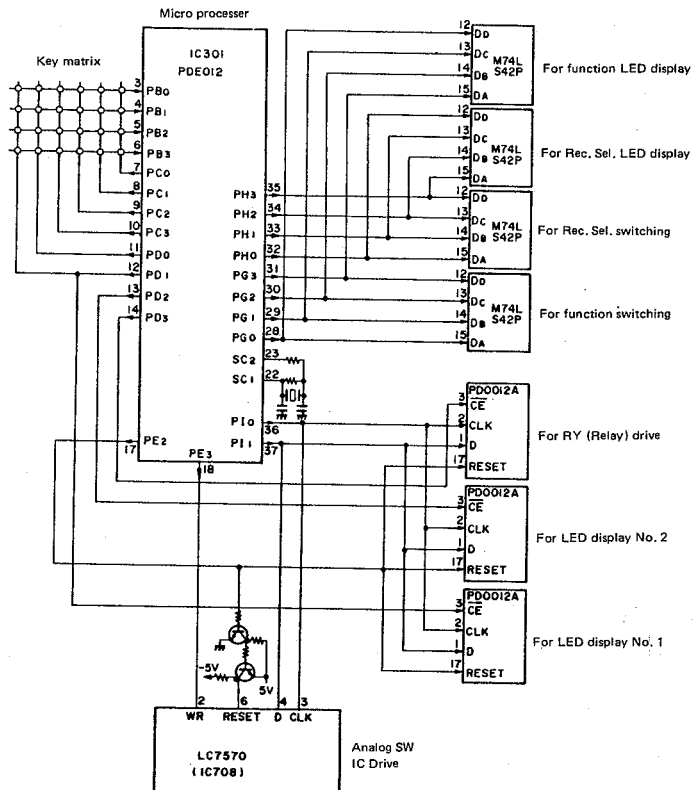 Micro processer
Key matrix
IC301
PDE012
3 PB0
4 PB1
5 PB2
6 PB3
7 PC0
8 PC1
9 PC2
10 PC3
11 PD0
12 PD1
13 PD2
14 PD3
17 PE2
PE3
18
PH3 35
PH2 34
PH1 33
PH0 32
PG3 31
PG2 30
PG1 29
PG0 28
SC2 23
SC1 22
PI0 36
PI1 37
12 DD
13 DC
14 DB
15 DA
M74L
S42P
For function LED display
12 DD
13 DC
14 DB
15 DA
M74L
S42P
For Rec. Sel. LED display
12 DD
13 DC
14 DB
15 DA
M74L
S42P
For Rec. Sel. switching
12 DD
13 DC
14 DB
15 DA
M74L
S42P
For function switching
PD0012A
3 CE
2 CLK
1 D
17 RESET
For RY (Relay) drive
PD0012A
3 CE
2 CLK
1 D
17 RESET
For LED display No. 2
PD0012A
3 CE
2 CLK
1 D
17 RESET
For LED display No. 1
-5V
5V
2 6 4 3
WR RESET D CLK
LC7570
(IC708)
Analog SW
IC Drive